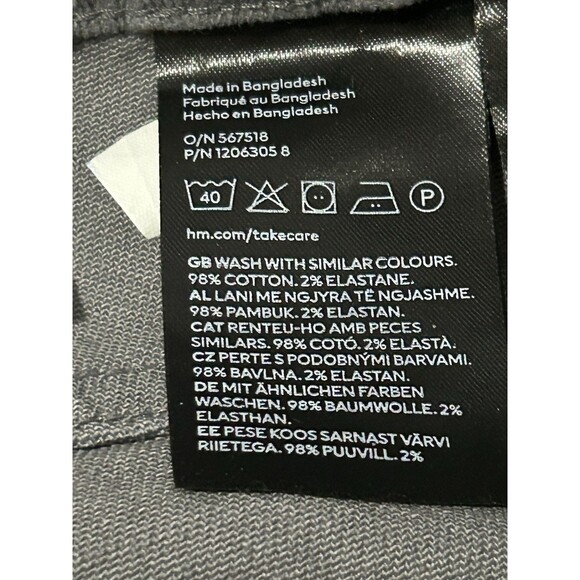 Made in Bangladesh
Fabriqué au Bangladesh
Hecho en Bangladesh
O/N 567518
P/N 1206305 8
40
P
hm.com/takecare
GB WASH WITH SIMILAR COLOURS.
98% COTTON. 2% ELASTANE.
AL LANI ME NGJYRA TË NGJASHME.
98% PAMBUK. 2% ELASTAN.
CAT RENTEU-HO AMB PECES
SIMILARS. 98% COTÓ. 2% ELASTÀ.
CZ PERTE S PODOBNÝMI BARVAMI.
98% BAVLNA. 2% ELASTAN.
DE MIT ÄHNLICHEN FARBEN
WASCHEN. 98% BAUMWOLLE. 2%
ELASTHAN.
EE PESE KOOS SARNAST VÄRVI
RIIETEGA. 98% PUUVILL. 2%